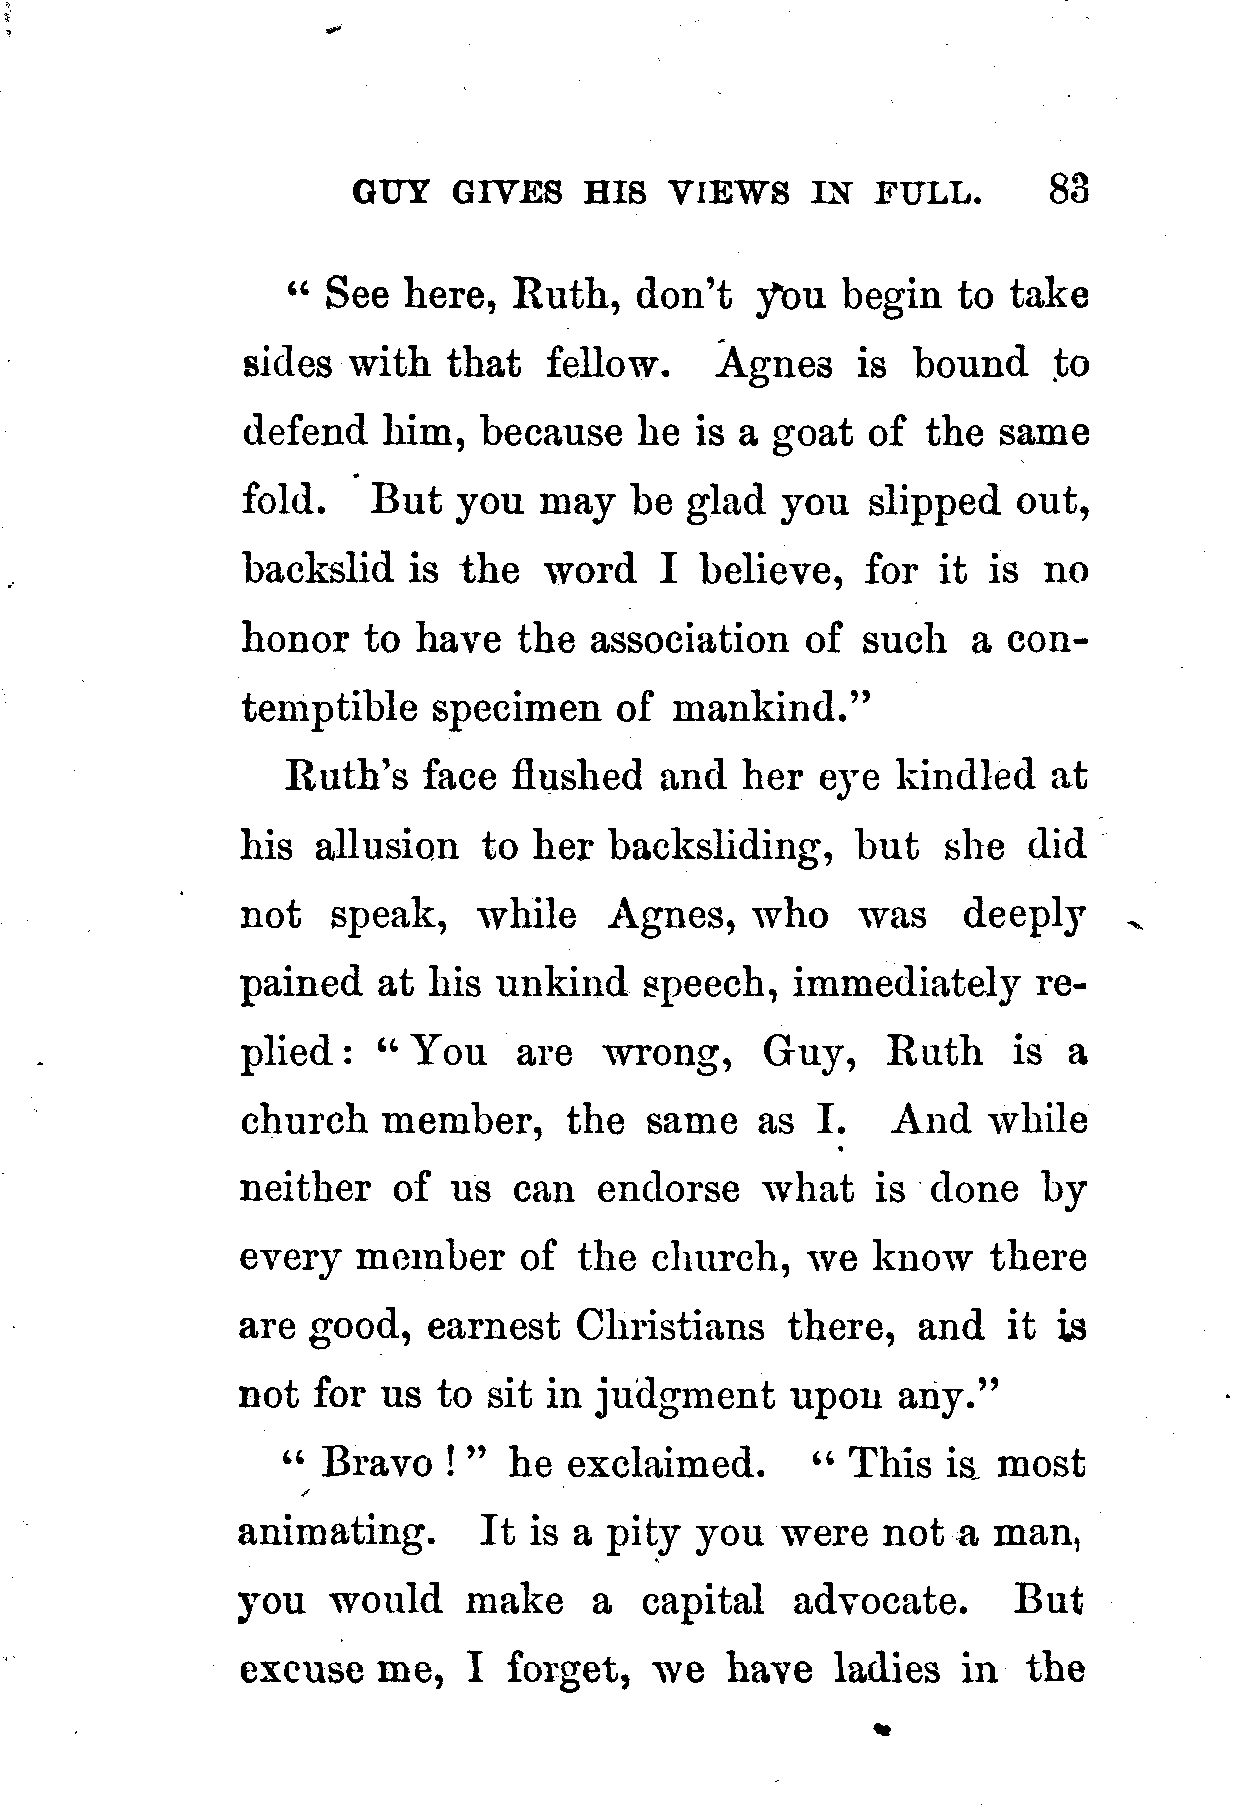 GUY GIVES HIS VIEWS IN FULL. 83
“ See here, Ruth, don’t you begin to take
sides with that fellow. Agnes is bound to
defend him, because he is a goat of the same
fold. But you may be glad you slipped out,
backslid is the word I believe, for it is no
honor to have the association of such a con-
temptible specimen of mankind.”
Ruth’s face flushed and her eye kindled at
his allusion to her backsliding, but she did
not speak, while Agnes, who was deeply
pained at his unkind speech, immediately re-
plied : “ You are wrong, Guy, Ruth is a
church member, the same as I. And while
neither of us can endorse what is done by
every member of the church, we know there
are good, earnest Christians there, and it is
not for us to sit in judgment upon any.”
“ Bravo ! ” he exclaimed. “ This is most
animating. It is a pity you were not a man,
you would make a capital advocate. But
excuse me, I forget, we have ladies in the